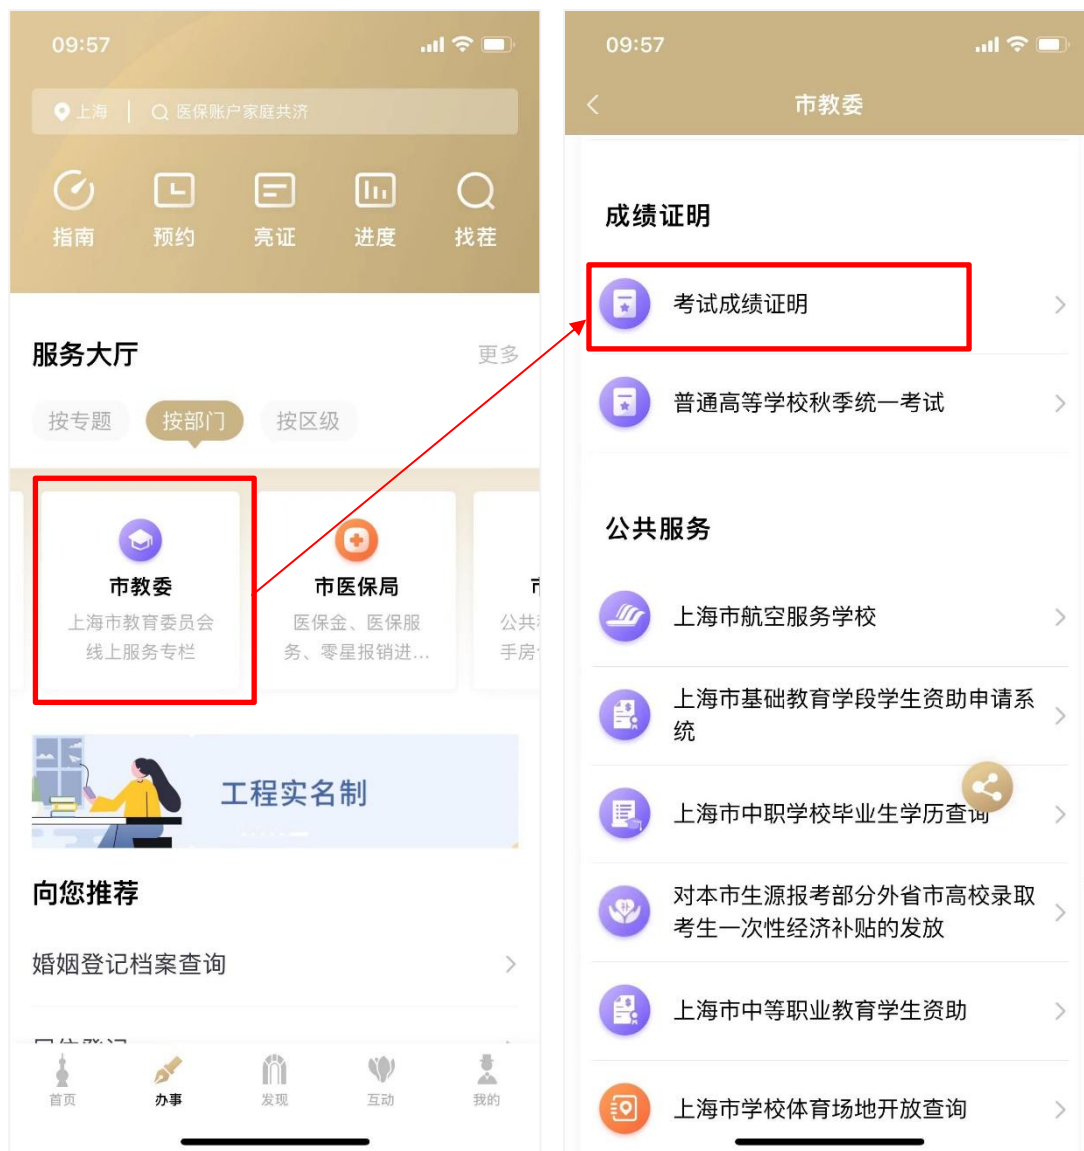 09:57
上海
医保账户家庭共济
指南
预约
亮证
进度
找茬
服务大厅
更多
按专题
按部门
按区级
市教委
上海市教育委员会
线上服务专栏
市医保局
医保金、医保服
务、零星报销进...
公共
手房
工程实名制
向您推荐
婚姻登记档案查询
首页
办事
发现
互动
我的
09:57
市教委
成绩证明
考试成绩证明
普通高等学校秋季统一考试
公共服务
上海市航空服务学校
上海市基础教育学段学生资助申请系
统
上海市中职学校毕业生学历查询
对本市生源报考部分外省市高校录取
考生一次性经济补贴的发放
上海市中等职业教育学生资助
上海市学校体育场地开放查询